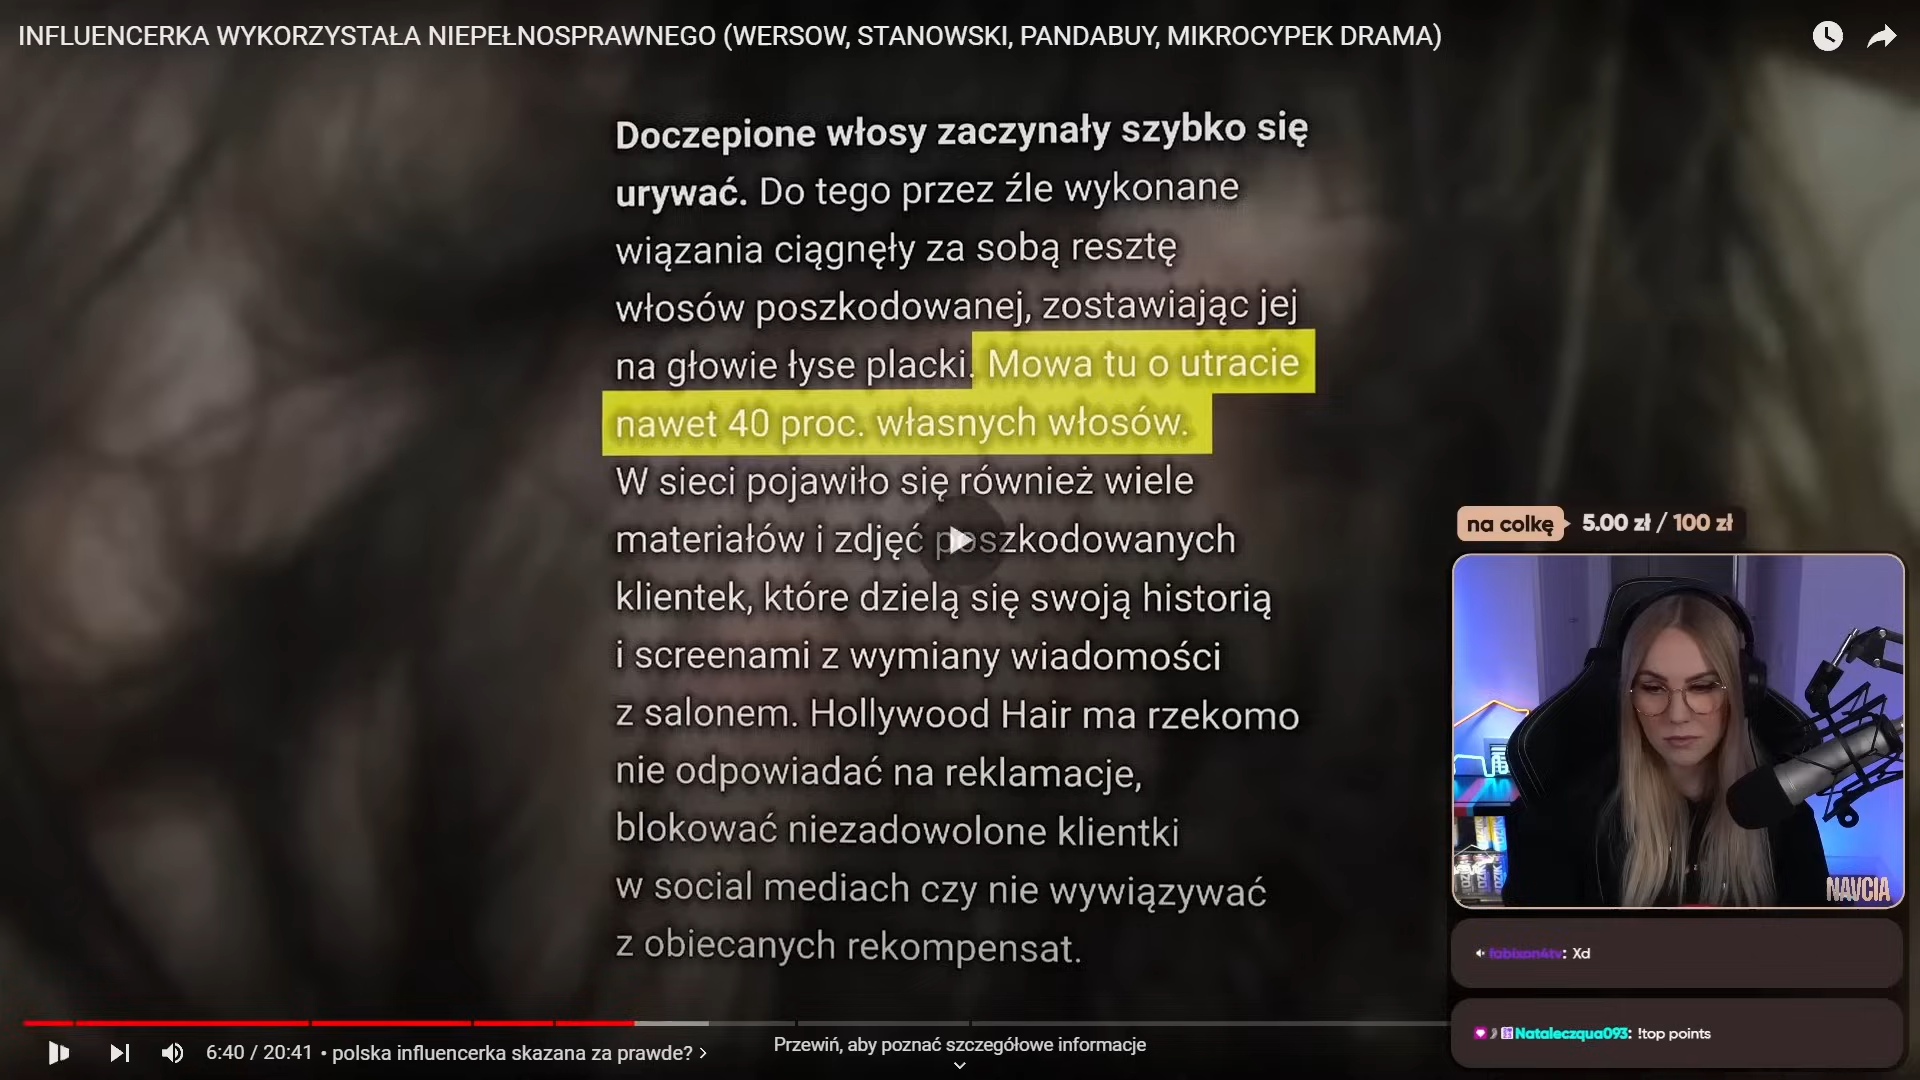 INFLUENCERKA WYKORZYSTAŁA NIEPEŁNOSPRAWNEGO (WERSOW, STANOWSKI, PANDABUY, MIKROCYPEK DRAMA)
Doczepione włosy zaczynały szybko się
urywać. Do tego przez źle wykonane
wiązania ciągnęły za sobą resztę
włosów poszkodowanej, zostawiając jej
na głowie łyse placki. Mowa tu o utracie
nawet 40 proc. własnych włosów.
W sieci pojawiło się również wiele
materiałów i zdjęć poszkodowanych
klientek, które dzielą się swoją historią
i screenami z wymiany wiadomości
z salonem. Hollywood Hair ma rzekomo
nie odpowiadać na reklamacje,
blokować niezadowolone klientki
w social mediach czy nie wywiązywać
z obiecanych rekompensat.
na colkę 5.00 zł / 100 zł
NAVCIA
fabixon4tv: Xd
Nataleczqua093: !top points
6:40 / 20:41 • polska influencerka skazana za prawdę?
Przewiń, aby poznać szczegółowe informacje